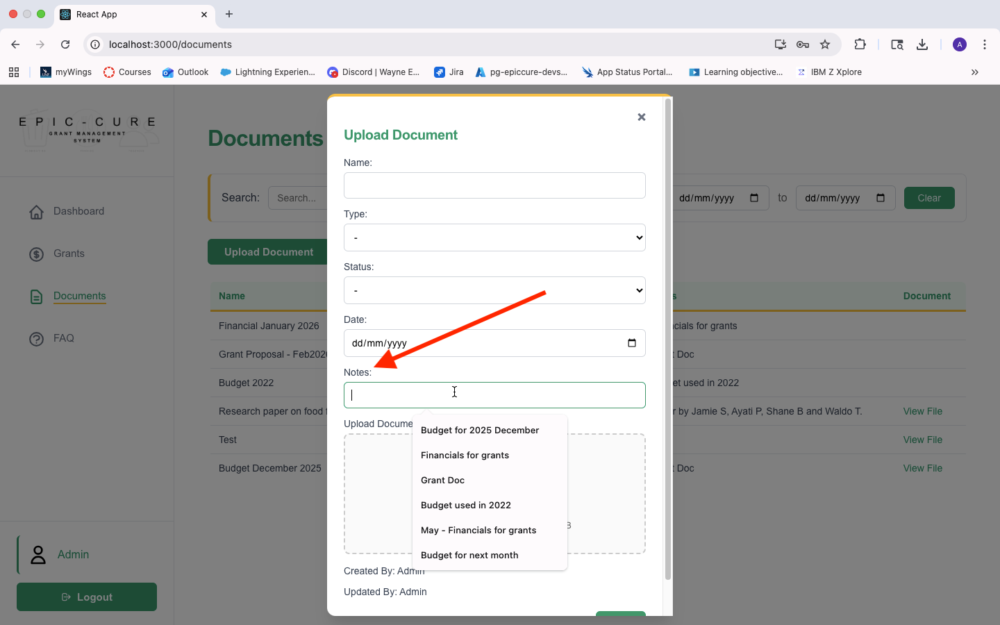 React App
localhost:3000/documents
A
myWings
Courses
Outlook
Lightning Experien...
Discord | Wayne E...
Jira
pg-epiccure-devs...
App Status Portal...
Learning objective...
IBM Z Xplore
EPIC-CURE
GRANT MANAGEMENT
SYSTEM
Dashboard
Grants
Documents
FAQ
Admin
Logout
Documents
Search: Search...
dd/mm/yyyy to dd/mm/yyyy Clear
Upload Document
Name s Document
Financial January 2026 cials for grants
Grant Proposal - Feb202 t Doc
Budget 2022 et used in 2022
Research paper on food f r by Jamie S, Ayati P, Shane B and Waldo T. View File
Test View File
Budget December 2025 t Doc View File
Upload Document
Name:
Type:
-
Status:
-
Date:
dd/mm/yyyy
Notes:
Upload Docume
Budget for 2025 December
Financials for grants
Grant Doc
Budget used in 2022
May - Financials for grants
Budget for next month
Created By: Admin
Updated By: Admin